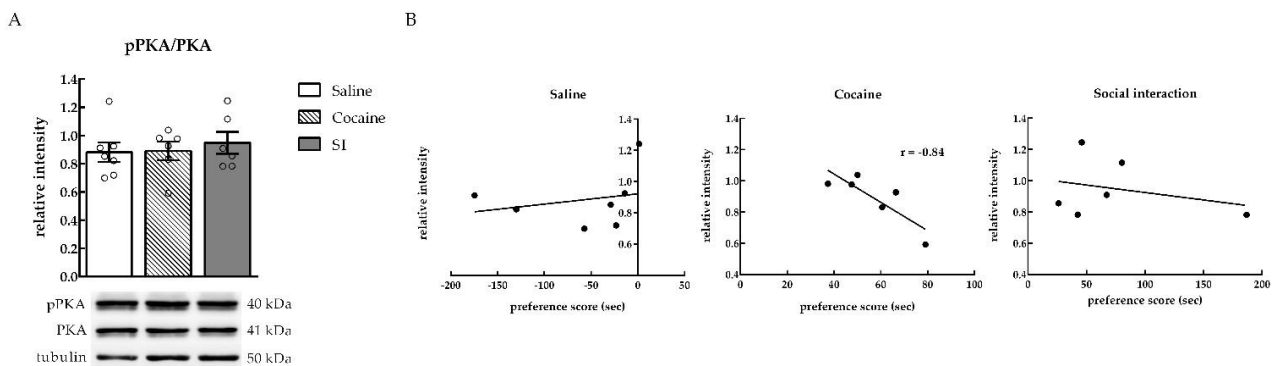 A
pPKA/PKA
relative intensity
1.4
1.2
1.0
0.8
0.6
0.4
0.2
0.0
Saline
Cocaine
SI
pPKA 40 kDa
PKA 41 kDa
tubulin 50 kDa
B
Saline
relative intensity
1.4
1.2
1.0
0.8
0.6
-200 -150 -100 -50 0 50
preference score (sec)
Cocaine
r = -0.84
relative intensity
1.4
1.2
1.0
0.8
0.6
0.4
0 20 40 60 80 100
preference score (sec)
Social interaction
relative intensity
1.4
1.2
1.0
0.8
0.6
0.4
0 50 100 150 200
preference score (sec)